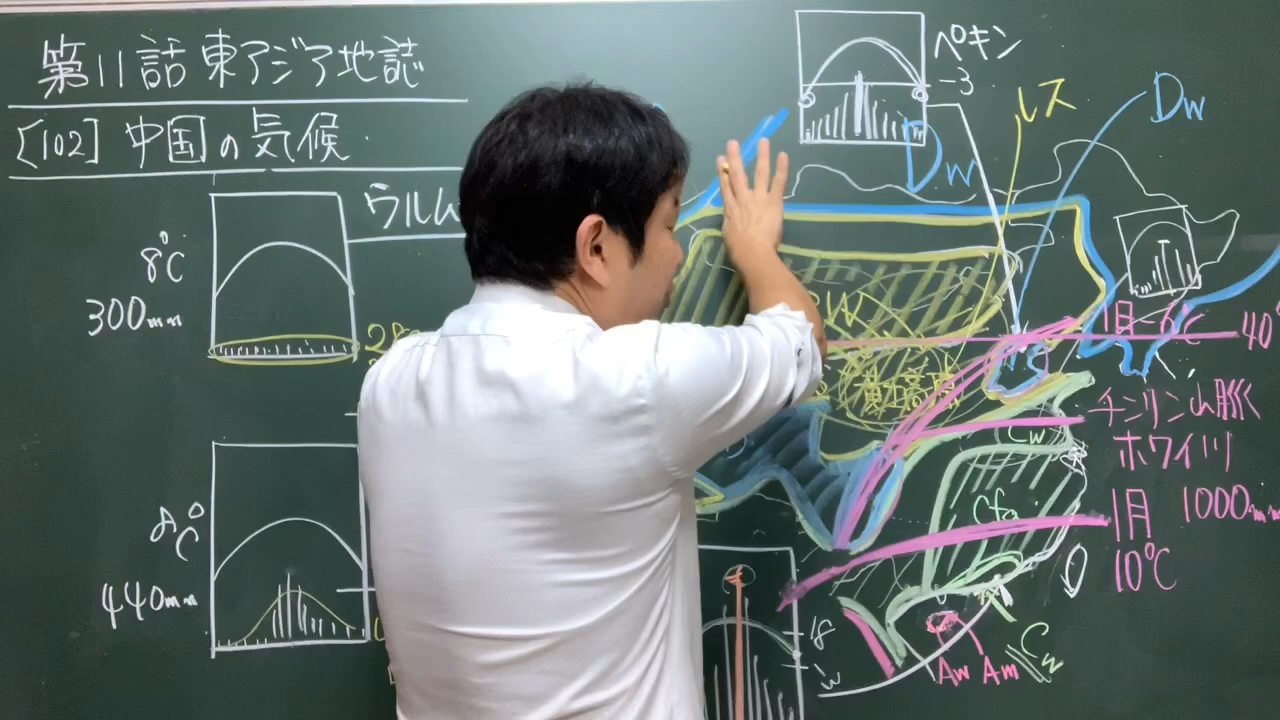 第11話 東アジア地誌
[102] 中国の気候
ウルム
8℃
300mm
8℃
440mm
ペキン
-3
Dw
レス
Dw
BW
1月-6℃
40°
チンリン山脈
ホワイ川
Cw
Cfa
1月
10℃
1000mm
18
Aw Am
Cw